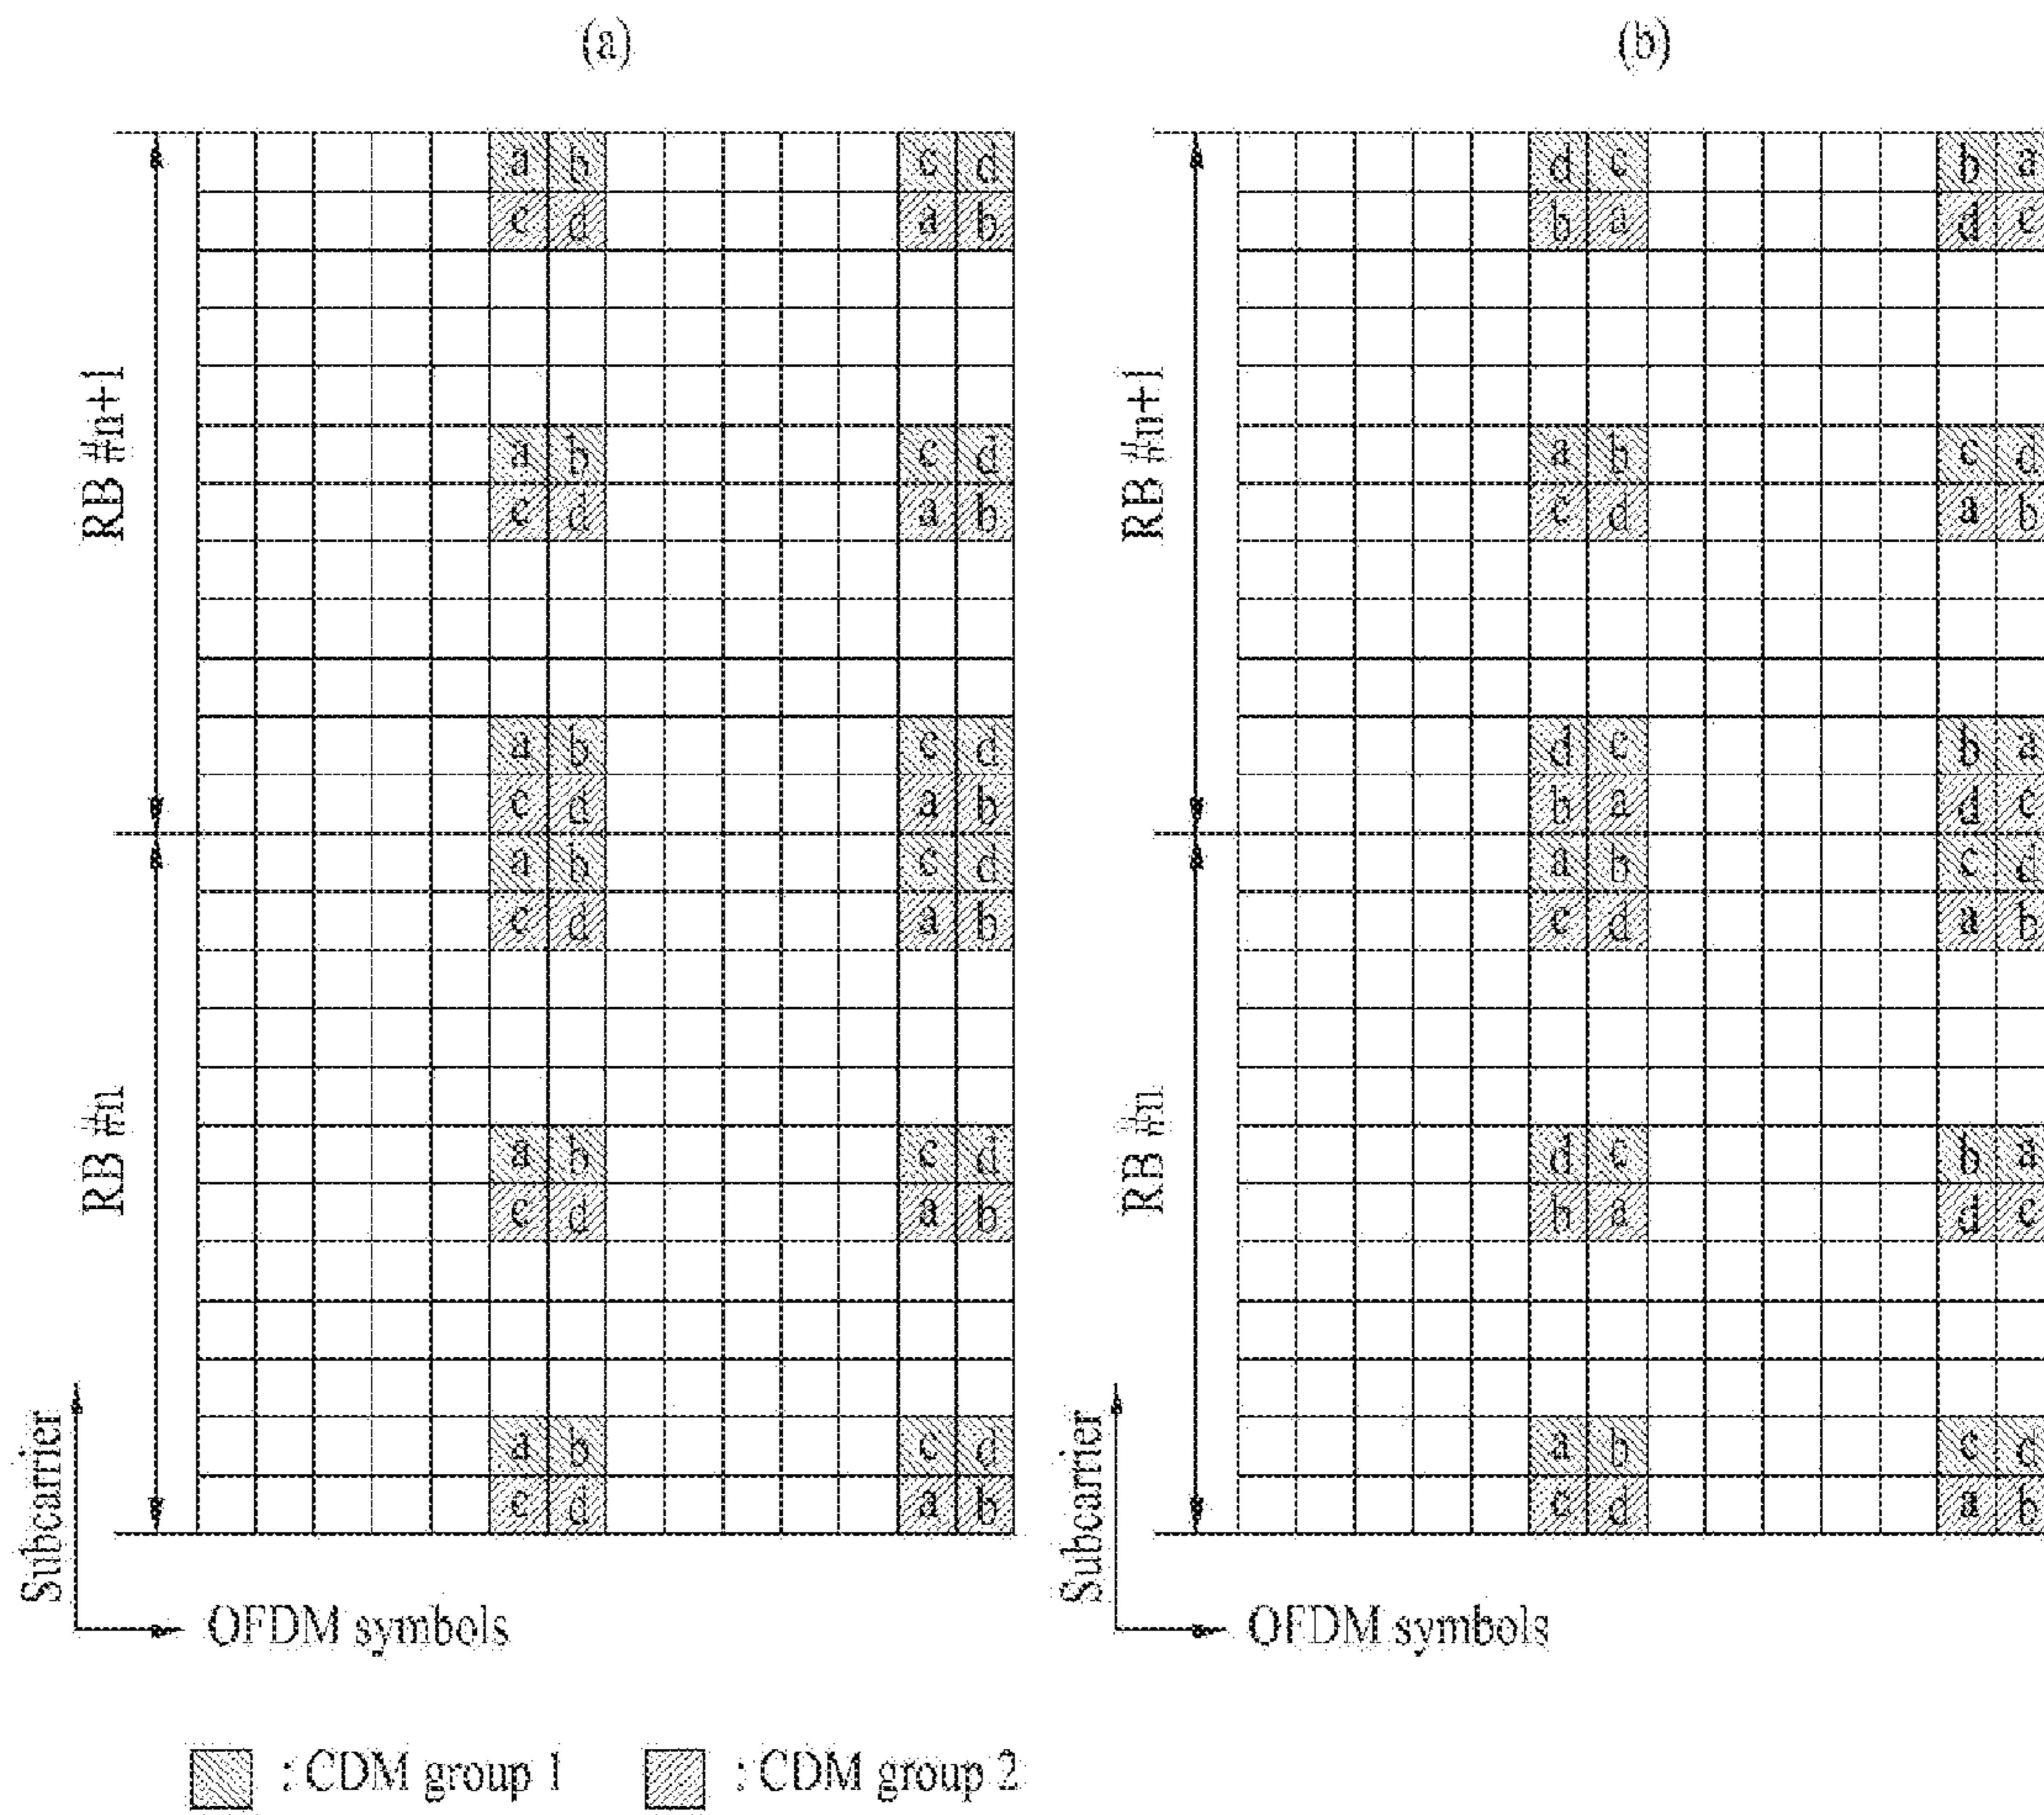 (a) (b)
a b c d d c b a
c d a b b a d c
RB #n+1 RB #n+1
a b c d a b c d
c d a b c d a b
a b c d d c b a
c d a b b a d c
a b c d a b c d
c d a b c d a b
RB #n RB #n
a b c d d c b a
c d a b b a d c
a b c d a b c d
c d a b c d a b
Subcarrier Subcarrier
OFDM symbols OFDM symbols
: CDM group 1 : CDM group 2